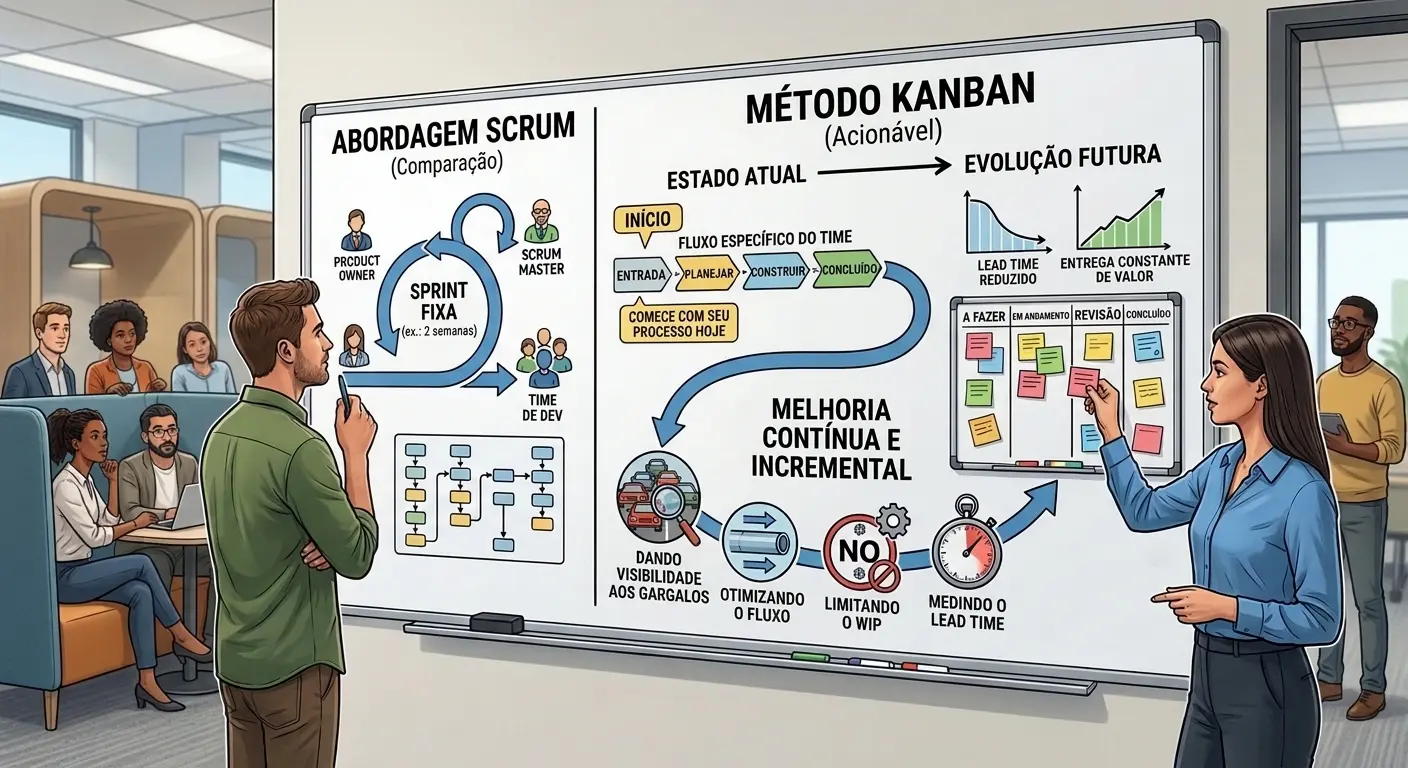 ABORDAGEM SCRUM
(Comparação)
PRODUCT
OWNER
SCRUM
MASTER
SPRINT
FIXA
(ex.: 2 semanas)
TIME
DE DEV
MÉTODO KANBAN
(Acionável)
ESTADO ATUAL
EVOLUÇÃO FUTURA
INÍCIO
FLUXO ESPECÍFICO DO TIME
ENTRADA
PLANEJAR
CONSTRUIR
CONCLUÍDO
COMECE COM SEU
PROCESSO HOJE
LEAD TIME
REDUZIDO
ENTREGA CONSTANTE
DE VALOR
A FAZER
EM ANDAMENTO
REVISÃO
CONCLUÍDO
MELHORIA
CONTÍNUA E
INCREMENTAL
DANDO
VISIBILIDADE
AOS GARGALOS
OTIMIZANDO
O FLUXO
NO
LIMITANDO
O WIP
MEDINDO O
LEAD TIME